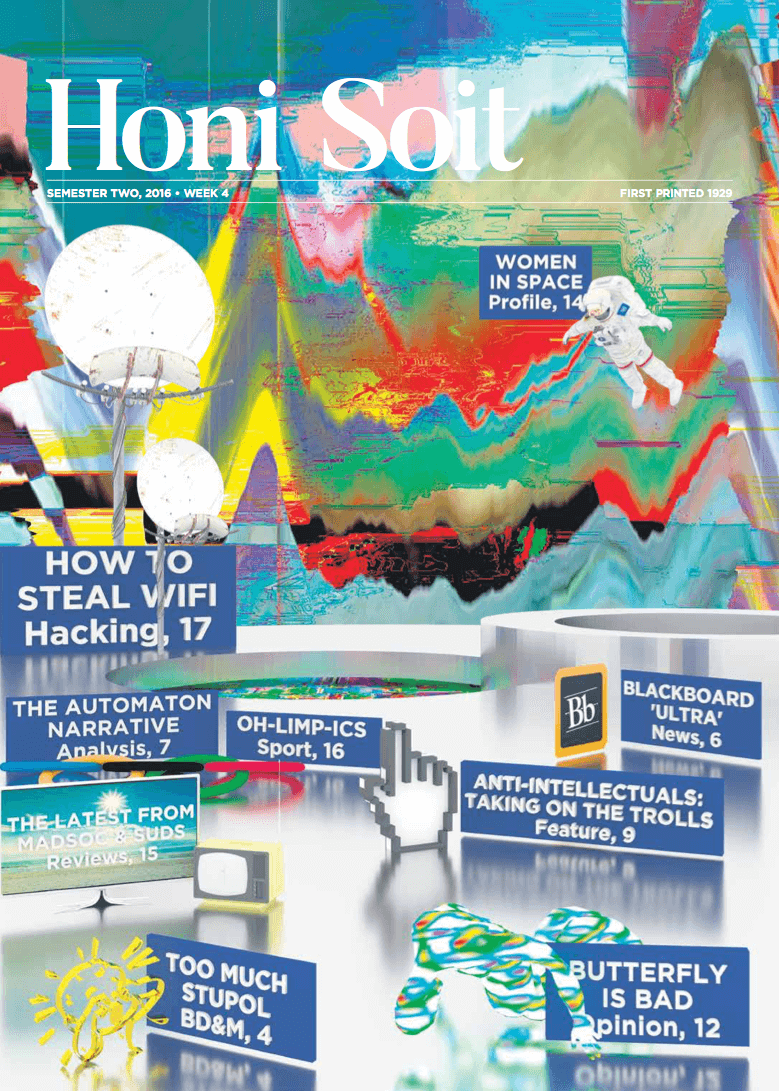 Honi Soit
SEMESTER TWO, 2016 • WEEK 4
FIRST PRINTED 1929
WOMEN
IN SPACE
Profile, 14
HOW TO
STEAL WIFI
Hacking, 17
THE AUTOMATON
NARRATIVE
Analysis, 7
OH-LIMP-ICS
Sport, 16
Bb
BLACKBOARD
'ULTRA'
News, 6
ANTI-INTELLECTUALS:
TAKING ON THE TROLLS
Feature, 9
THE LATEST FROM
MADSOC & SUDS
Reviews, 15
TOO MUCH
STUPOL
BD&M, 4
BUTTERFLY
IS BAD
Opinion, 12